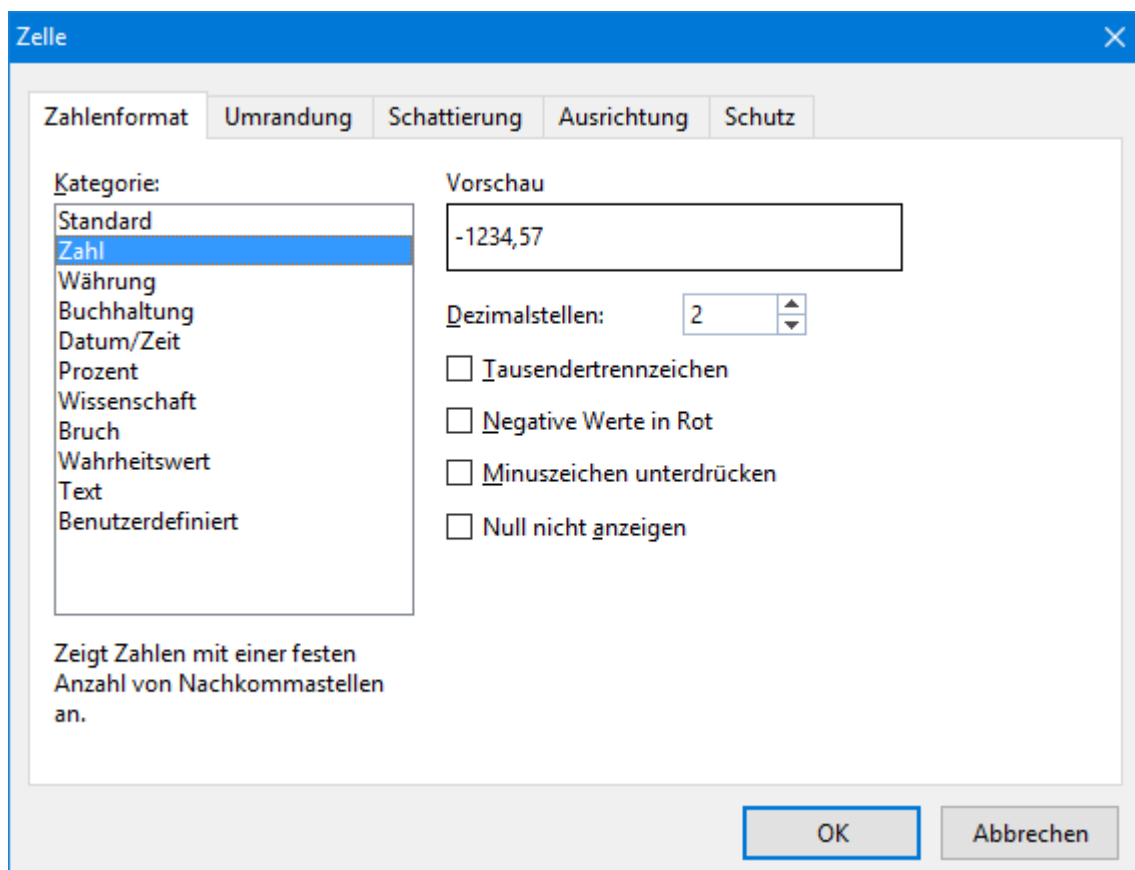 Zelle
Zahlenformat Umrandung Schattierung Ausrichtung Schutz
Kategorie:
Standard
Zahl
Währung
Buchhaltung
Datum/Zeit
Prozent
Wissenschaft
Bruch
Wahrheitswert
Text
Benutzerdefiniert
Zeigt Zahlen mit einer festen
Anzahl von Nachkommastellen
an.
Vorschau
-1234,57
Dezimalstellen: 2
Tausendertrennzeichen
Negative Werte in Rot
Minuszeichen unterdrücken
Null nicht anzeigen
OK Abbrechen